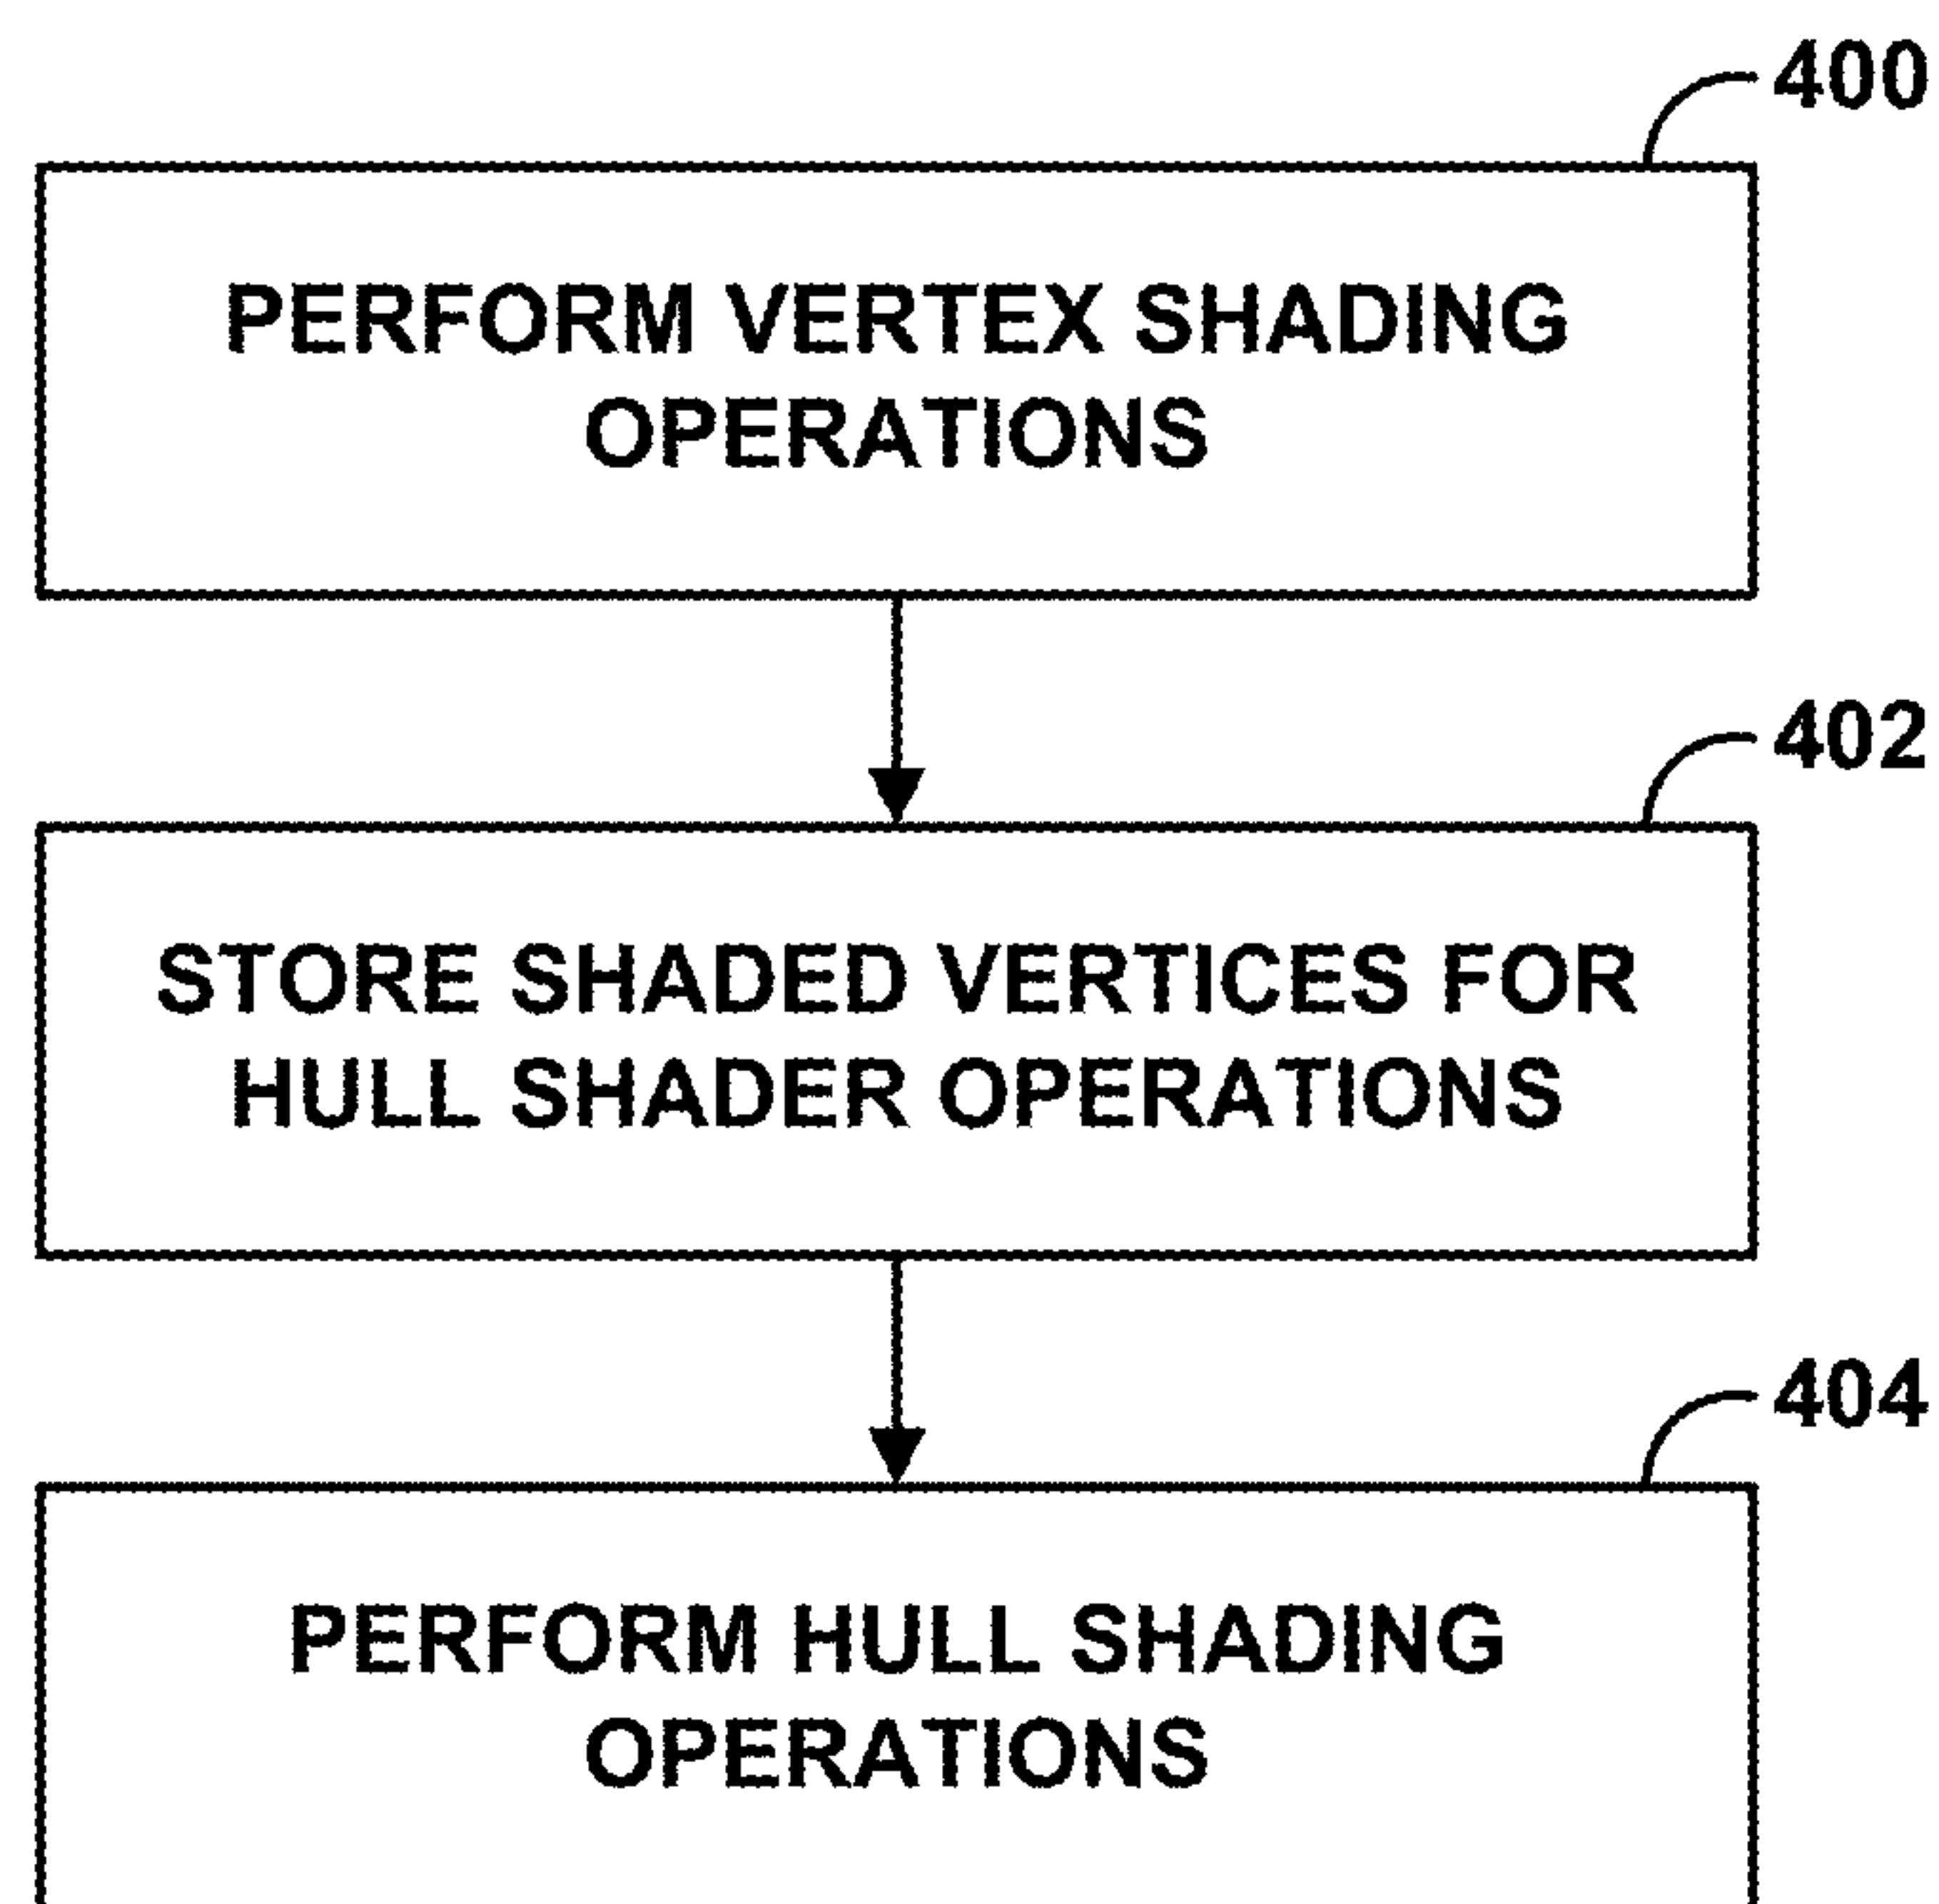 400
PERFORM VERTEX SHADING
OPERATIONS
402
STORE SHADED VERTICES FOR
HULL SHADER OPERATIONS
404
PERFORM HULL SHADING
OPERATIONS